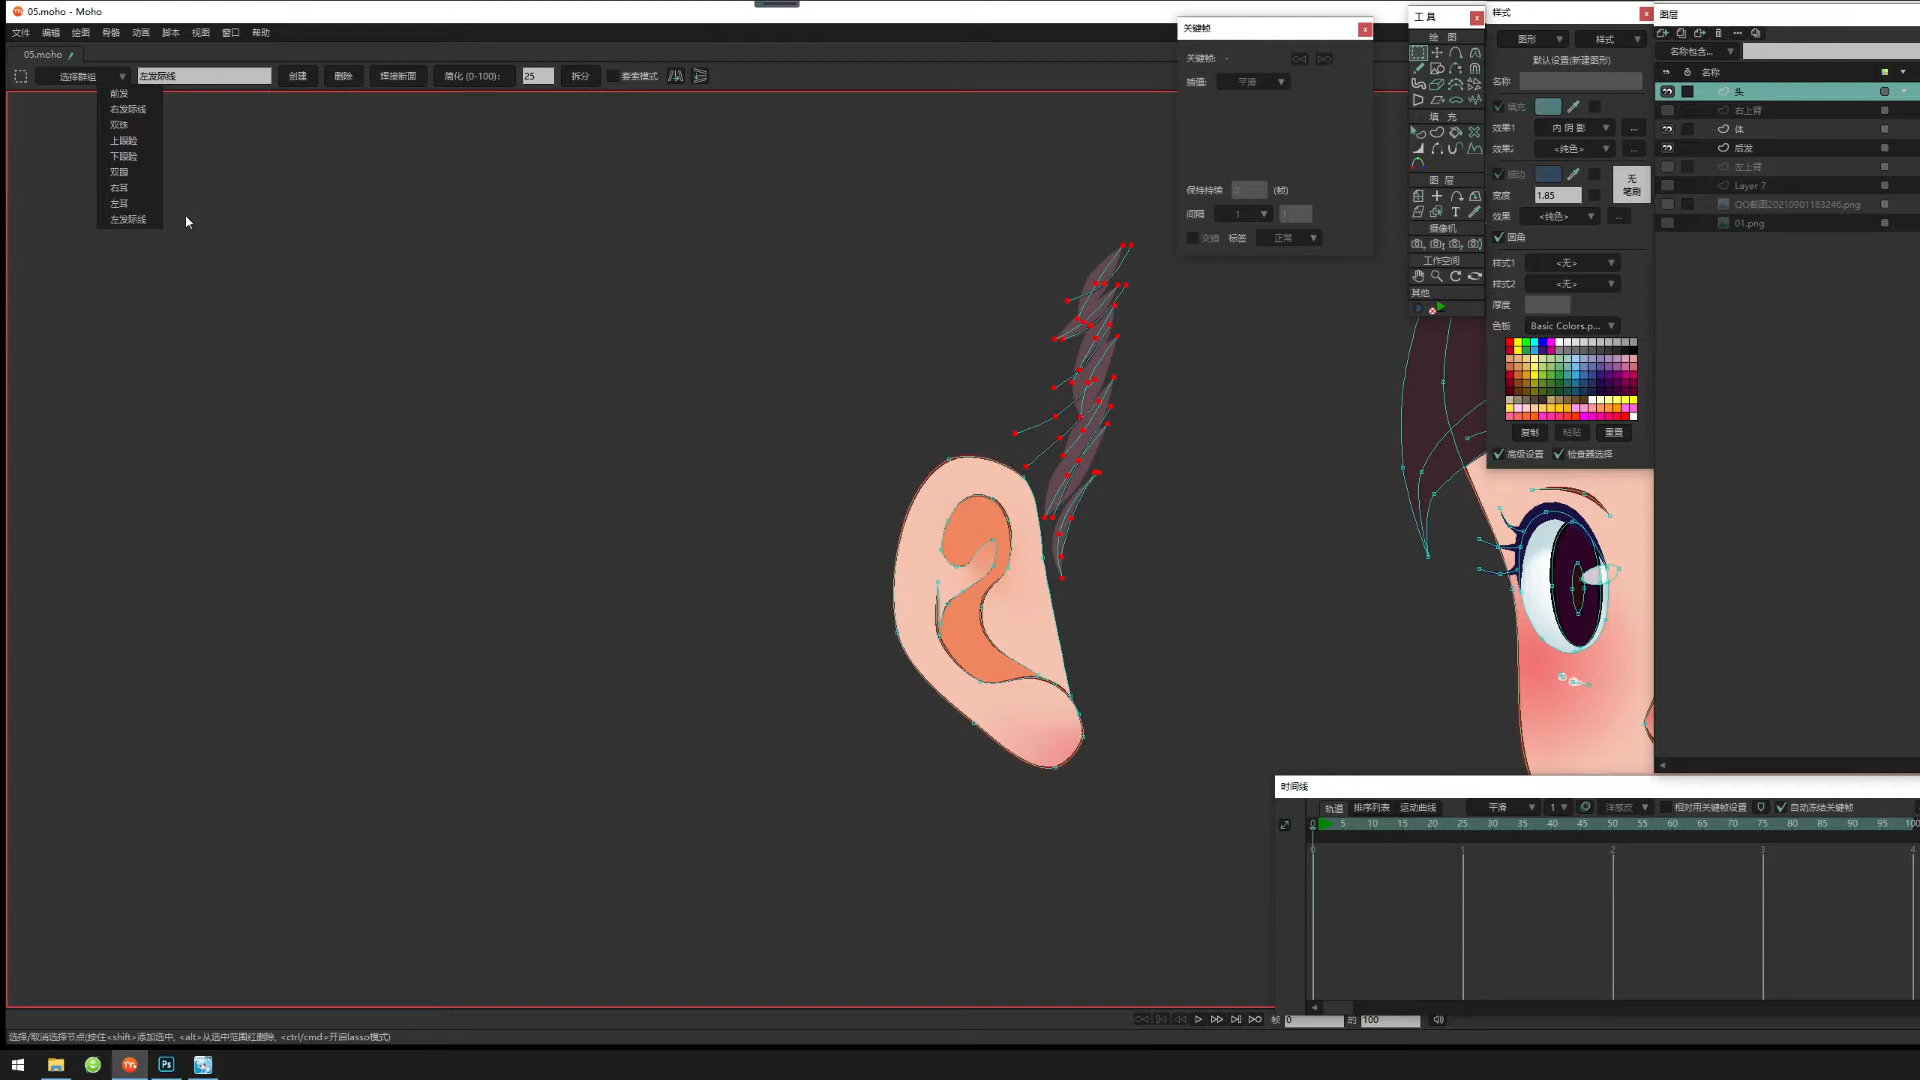 05.moho - Moho
文件 编辑 绘图 骨骼 动画 脚本 视图 窗口 帮助
05.moho
选择群组 左发际线 创建 删除 焊接断面 简化 (0-100): 25 拆分 套索模式
前发
右发际线
双珠
上眼睑
下眼睑
双瞳
右耳
左耳
左发际线
关键帧
关键帧: -
插值: 平滑
保持持续 0 (帧)
间隔 1 1
交错 标签 正常
工具
绘 图
填 充
图 层
摄像机
工作空间
其他
样式
图形 样式
默认设置(新建图形)
名称
填充
效果1 内 阴 影 ...
效果2 <纯色> ...
描边
宽度 1.85
无
笔刷
效果 <纯色> ...
圆角
样式1 <无>
样式2 <无>
厚度
色板 Basic Colors.p...
复制 粘贴 重置
高级设置 检查器选择
图层
名称包含...
名称
头
右上臂
体
后发
左上臂
Layer 7
QQ截图20210901163246.png
01.png
时间线
轨道 排序列表 运动曲线 平滑 1 洋葱皮 相对用关键帧设置 自动冻结关键帧
0 5 10 15 20 25 30 35 40 45 50 55 60 65 70 75 80 85 90 95 100
0 1 2 3 4
帧 0 的 100
选择/取消选择节点(按住<shift>添加选中, <alt>从选中范围红删除, <ctrl/cmd>开启lasso模式)
Ps